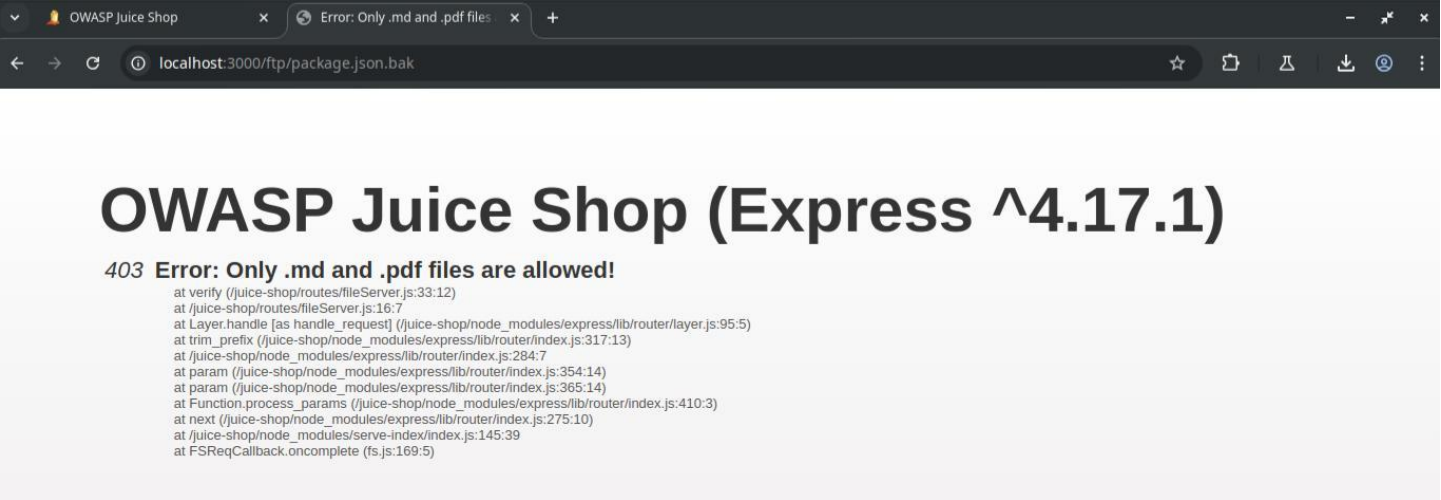 OWASP Juice Shop
Error: Only .md and .pdf files
localhost:3000/ftp/package.json.bak
OWASP Juice Shop (Express ^4.17.1)
403 Error: Only .md and .pdf files are allowed!
at verify (/juice-shop/routes/fileServer.js:33:12)
at /juice-shop/routes/fileServer.js:16:7
at Layer.handle [as handle_request] (/juice-shop/node_modules/express/lib/router/layer.js:95:5)
at trim_prefix (/juice-shop/node_modules/express/lib/router/index.js:317:13)
at /juice-shop/node_modules/express/lib/router/index.js:284:7
at param (/juice-shop/node_modules/express/lib/router/index.js:354:14)
at param (/juice-shop/node_modules/express/lib/router/index.js:365:14)
at Function.process_params (/juice-shop/node_modules/express/lib/router/index.js:410:3)
at next (/juice-shop/node_modules/express/lib/router/index.js:275:10)
at /juice-shop/node_modules/serve-index/index.js:145:39
at FSReqCallback.oncomplete (fs.js:169:5)